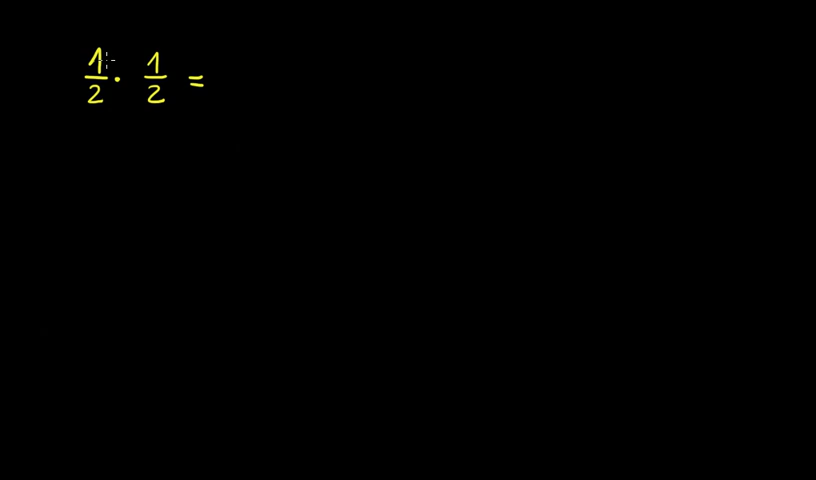 1/2 · 1/2 =